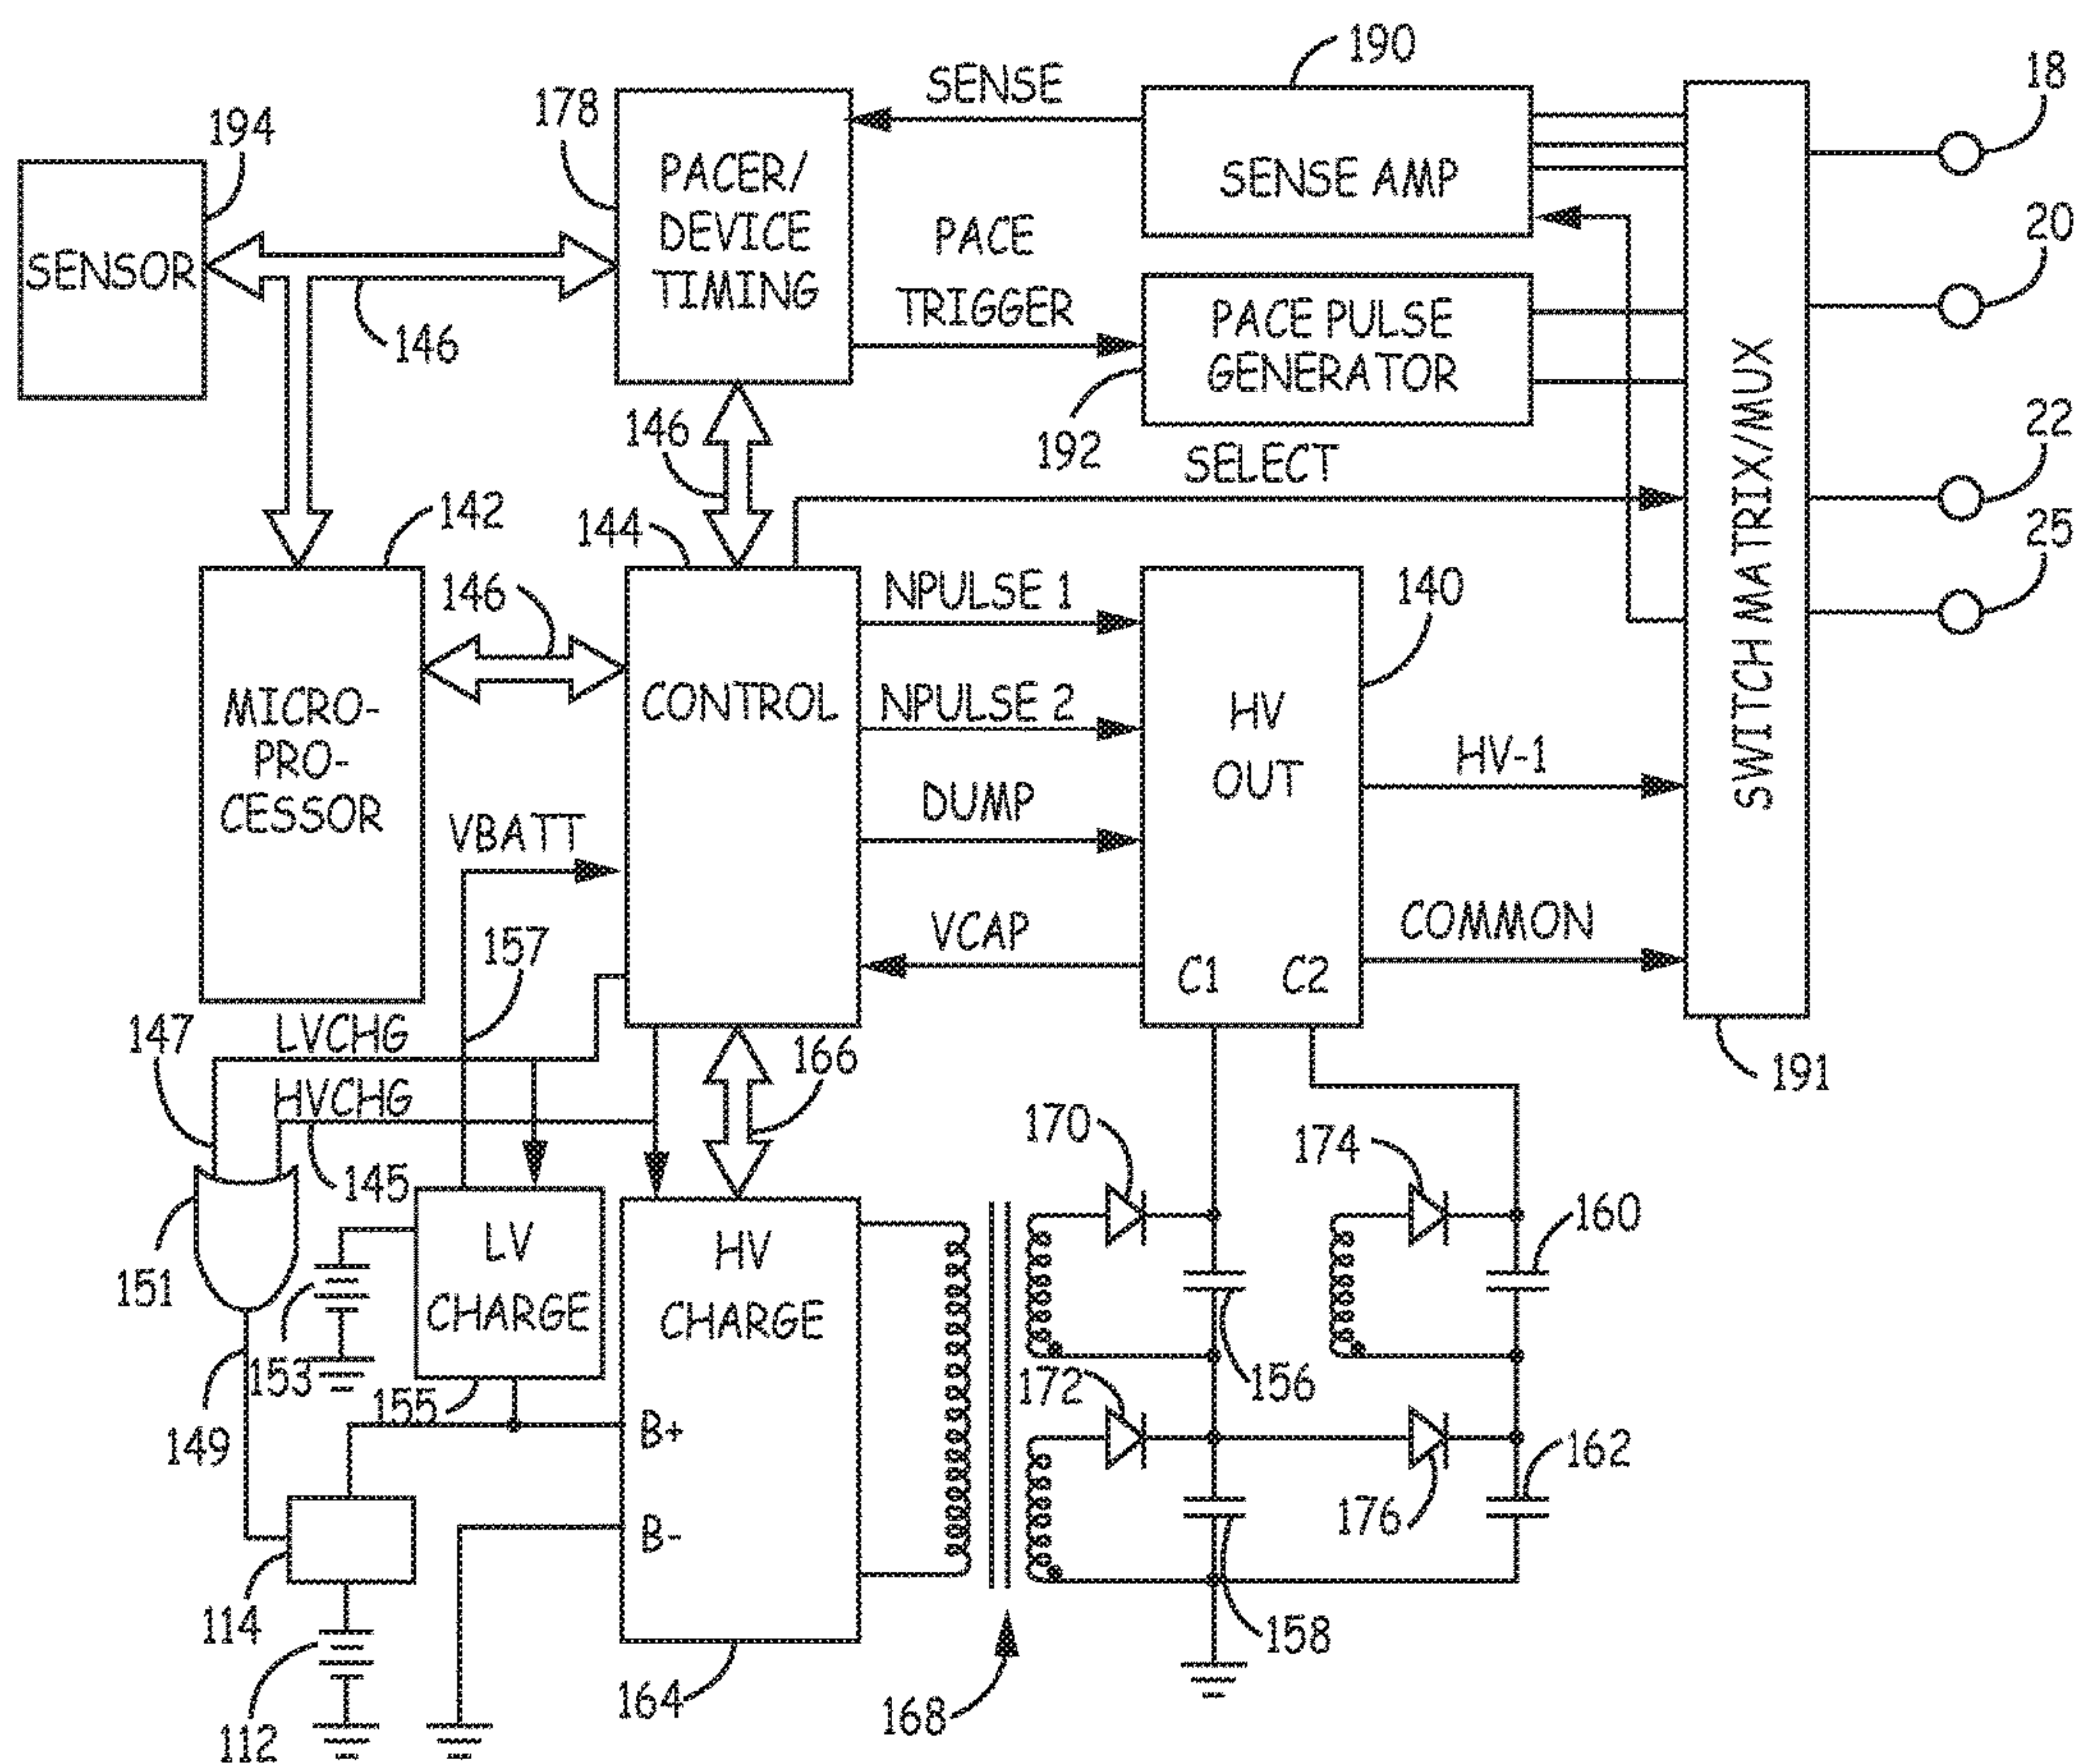 190
18
SENSE
178
194
PACER/
DEVICE
TIMING
SENSE AMP
20
SENSOR
PACE
TRIGGER
PACE PULSE
GENERATOR
146
146
192
SELECT
22
SWITCH MATRIX/MUX
142
144
25
146
NPULSE 1
140
MICRO-
PRO-
CESSOR
CONTROL
NPULSE 2
HV
OUT
HV-1
VBATT
DUMP
157
VCAP
COMMON
C1
C2
147
LVCHG
166
191
HVCHG
170
174
145
160
151
LV
CHARGE
HV
CHARGE
153
155
172
156
149
B+
162
176
B-
114
158
164
168
112